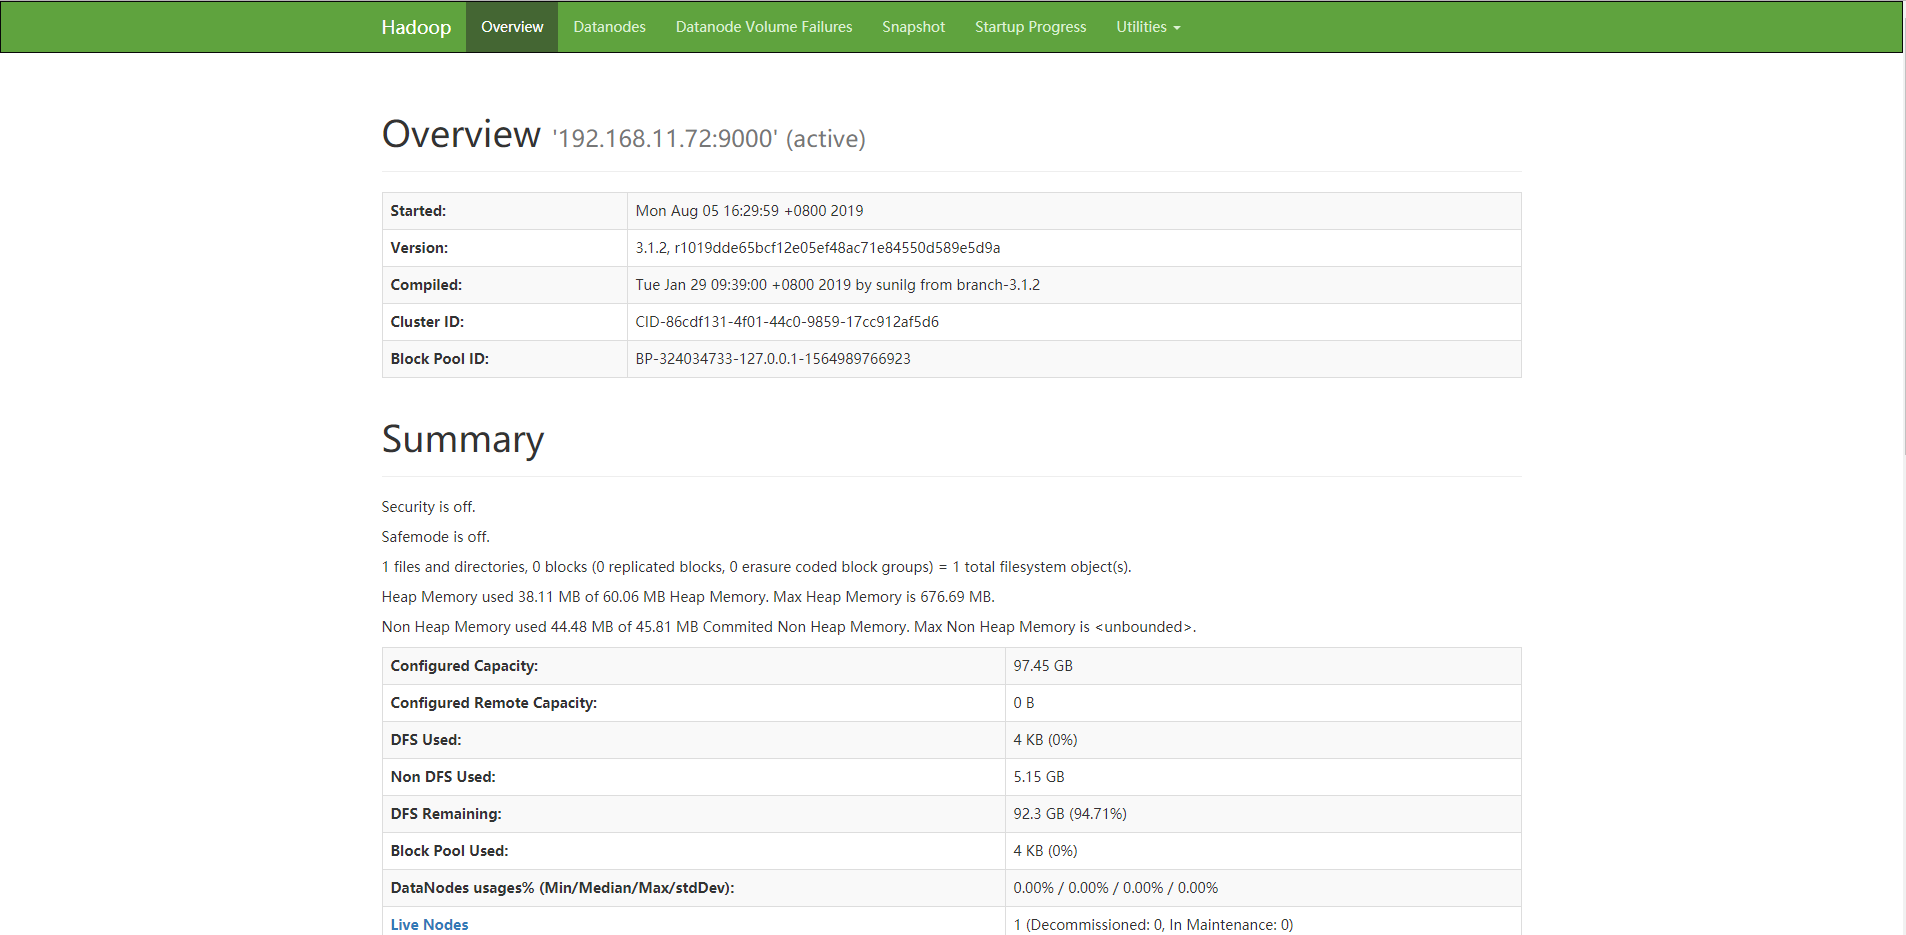 Hadoop Overview Datanodes Datanode Volume Failures Snapshot Startup Progress Utilities
Overview '192.168.11.72:9000' (active)
Started: Mon Aug 05 16:29:59 +0800 2019
Version: 3.1.2, r1019dde65bcf12e05ef48ac71e84550d589e5d9a
Compiled: Tue Jan 29 09:39:00 +0800 2019 by sunilg from branch-3.1.2
Cluster ID: CID-86cdf131-4f01-44c0-9859-17cc912af5d6
Block Pool ID: BP-324034733-127.0.0.1-1564989766923
Summary
Security is off.
Safemode is off.
1 files and directories, 0 blocks (0 replicated blocks, 0 erasure coded block groups) = 1 total filesystem object(s).
Heap Memory used 38.11 MB of 60.06 MB Heap Memory. Max Heap Memory is 676.69 MB.
Non Heap Memory used 44.48 MB of 45.81 MB Commited Non Heap Memory. Max Non Heap Memory is <unbounded>.
Configured Capacity: 97.45 GB
Configured Remote Capacity: 0 B
DFS Used: 4 KB (0%)
Non DFS Used: 5.15 GB
DFS Remaining: 92.3 GB (94.71%)
Block Pool Used: 4 KB (0%)
DataNodes usages% (Min/Median/Max/stdDev): 0.00% / 0.00% / 0.00% / 0.00%
Live Nodes 1 (Decommissioned: 0, In Maintenance: 0)